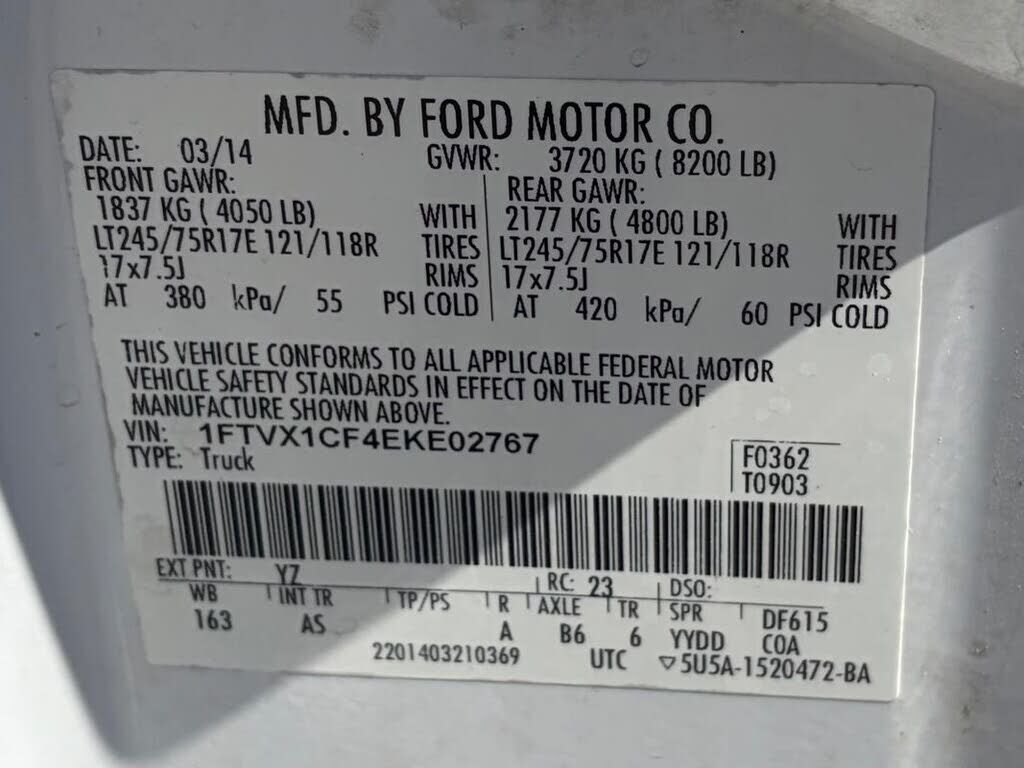 MFD. BY FORD MOTOR CO.
DATE: 03/14 GVWR: 3720 KG ( 8200 LB)
FRONT GAWR: REAR GAWR:
1837 KG ( 4050 LB) WITH 2177 KG ( 4800 LB) WITH
LT245/75R17E 121/118R TIRES LT245/75R17E 121/118R TIRES
17x7.5J RIMS 17x7.5J RIMS
AT 380 kPa/ 55 PSI COLD AT 420 kPa/ 60 PSI COLD
THIS VEHICLE CONFORMS TO ALL APPLICABLE FEDERAL MOTOR
VEHICLE SAFETY STANDARDS IN EFFECT ON THE DATE OF
MANUFACTURE SHOWN ABOVE.
VIN: 1FTVX1CF4EKE02767
TYPE: Truck
F0362
T0903
EXT PNT: YZ RC: 23 DSO:
WB INT TR TP/PS R AXLE TR SPR DF615
163 AS A B6 6 YYDD COA
2201403210369 UTC ▽5U5A-1520472-BA